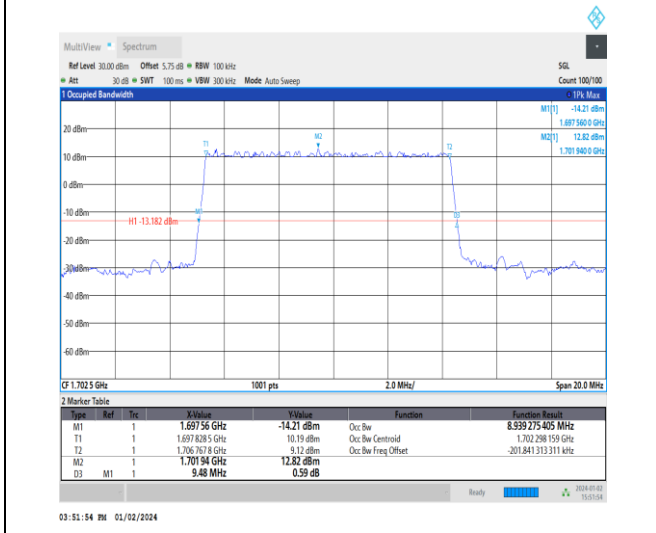 MultiView Spectrum
Ref Level 30.00 dBm Offset 5.75 dB RBW 100 kHz SGL
Att 30 dB SWT 100 ms VBW 300 kHz Mode Auto Sweep Count 100/100
1 Occupied Bandwidth 1Pk Max
M1[1] -14.21 dBm
1.697 560 0 GHz
M2[1] 12.82 dBm
1.701 940 0 GHz
20 dBm
M2
T1 T2
10 dBm
0 dBm
-10 dBm
M1 D3
H1 -13.182 dBm
-20 dBm
-30 dBm
-40 dBm
-50 dBm
-60 dBm
CF 1.702 5 GHz 1001 pts 2.0 MHz/ Span 20.0 MHz
2 Marker Table
Type Ref Trc X-Value Y-Value Function Function Result
M1 1 1.697 56 GHz -14.21 dBm Occ Bw 8.939 275 405 MHz
T1 1 1.697 828 5 GHz 10.19 dBm Occ Bw Centroid 1.702 298 159 GHz
T2 1 1.706 767 8 GHz 9.12 dBm Occ Bw Freq Offset -201.841 313 311 kHz
M2 1 1.701 94 GHz 12.82 dBm
D3 M1 1 9.48 MHz 0.59 dB
Ready 2024-01-02
15:51:54
03:51:54 PM 01/02/2024